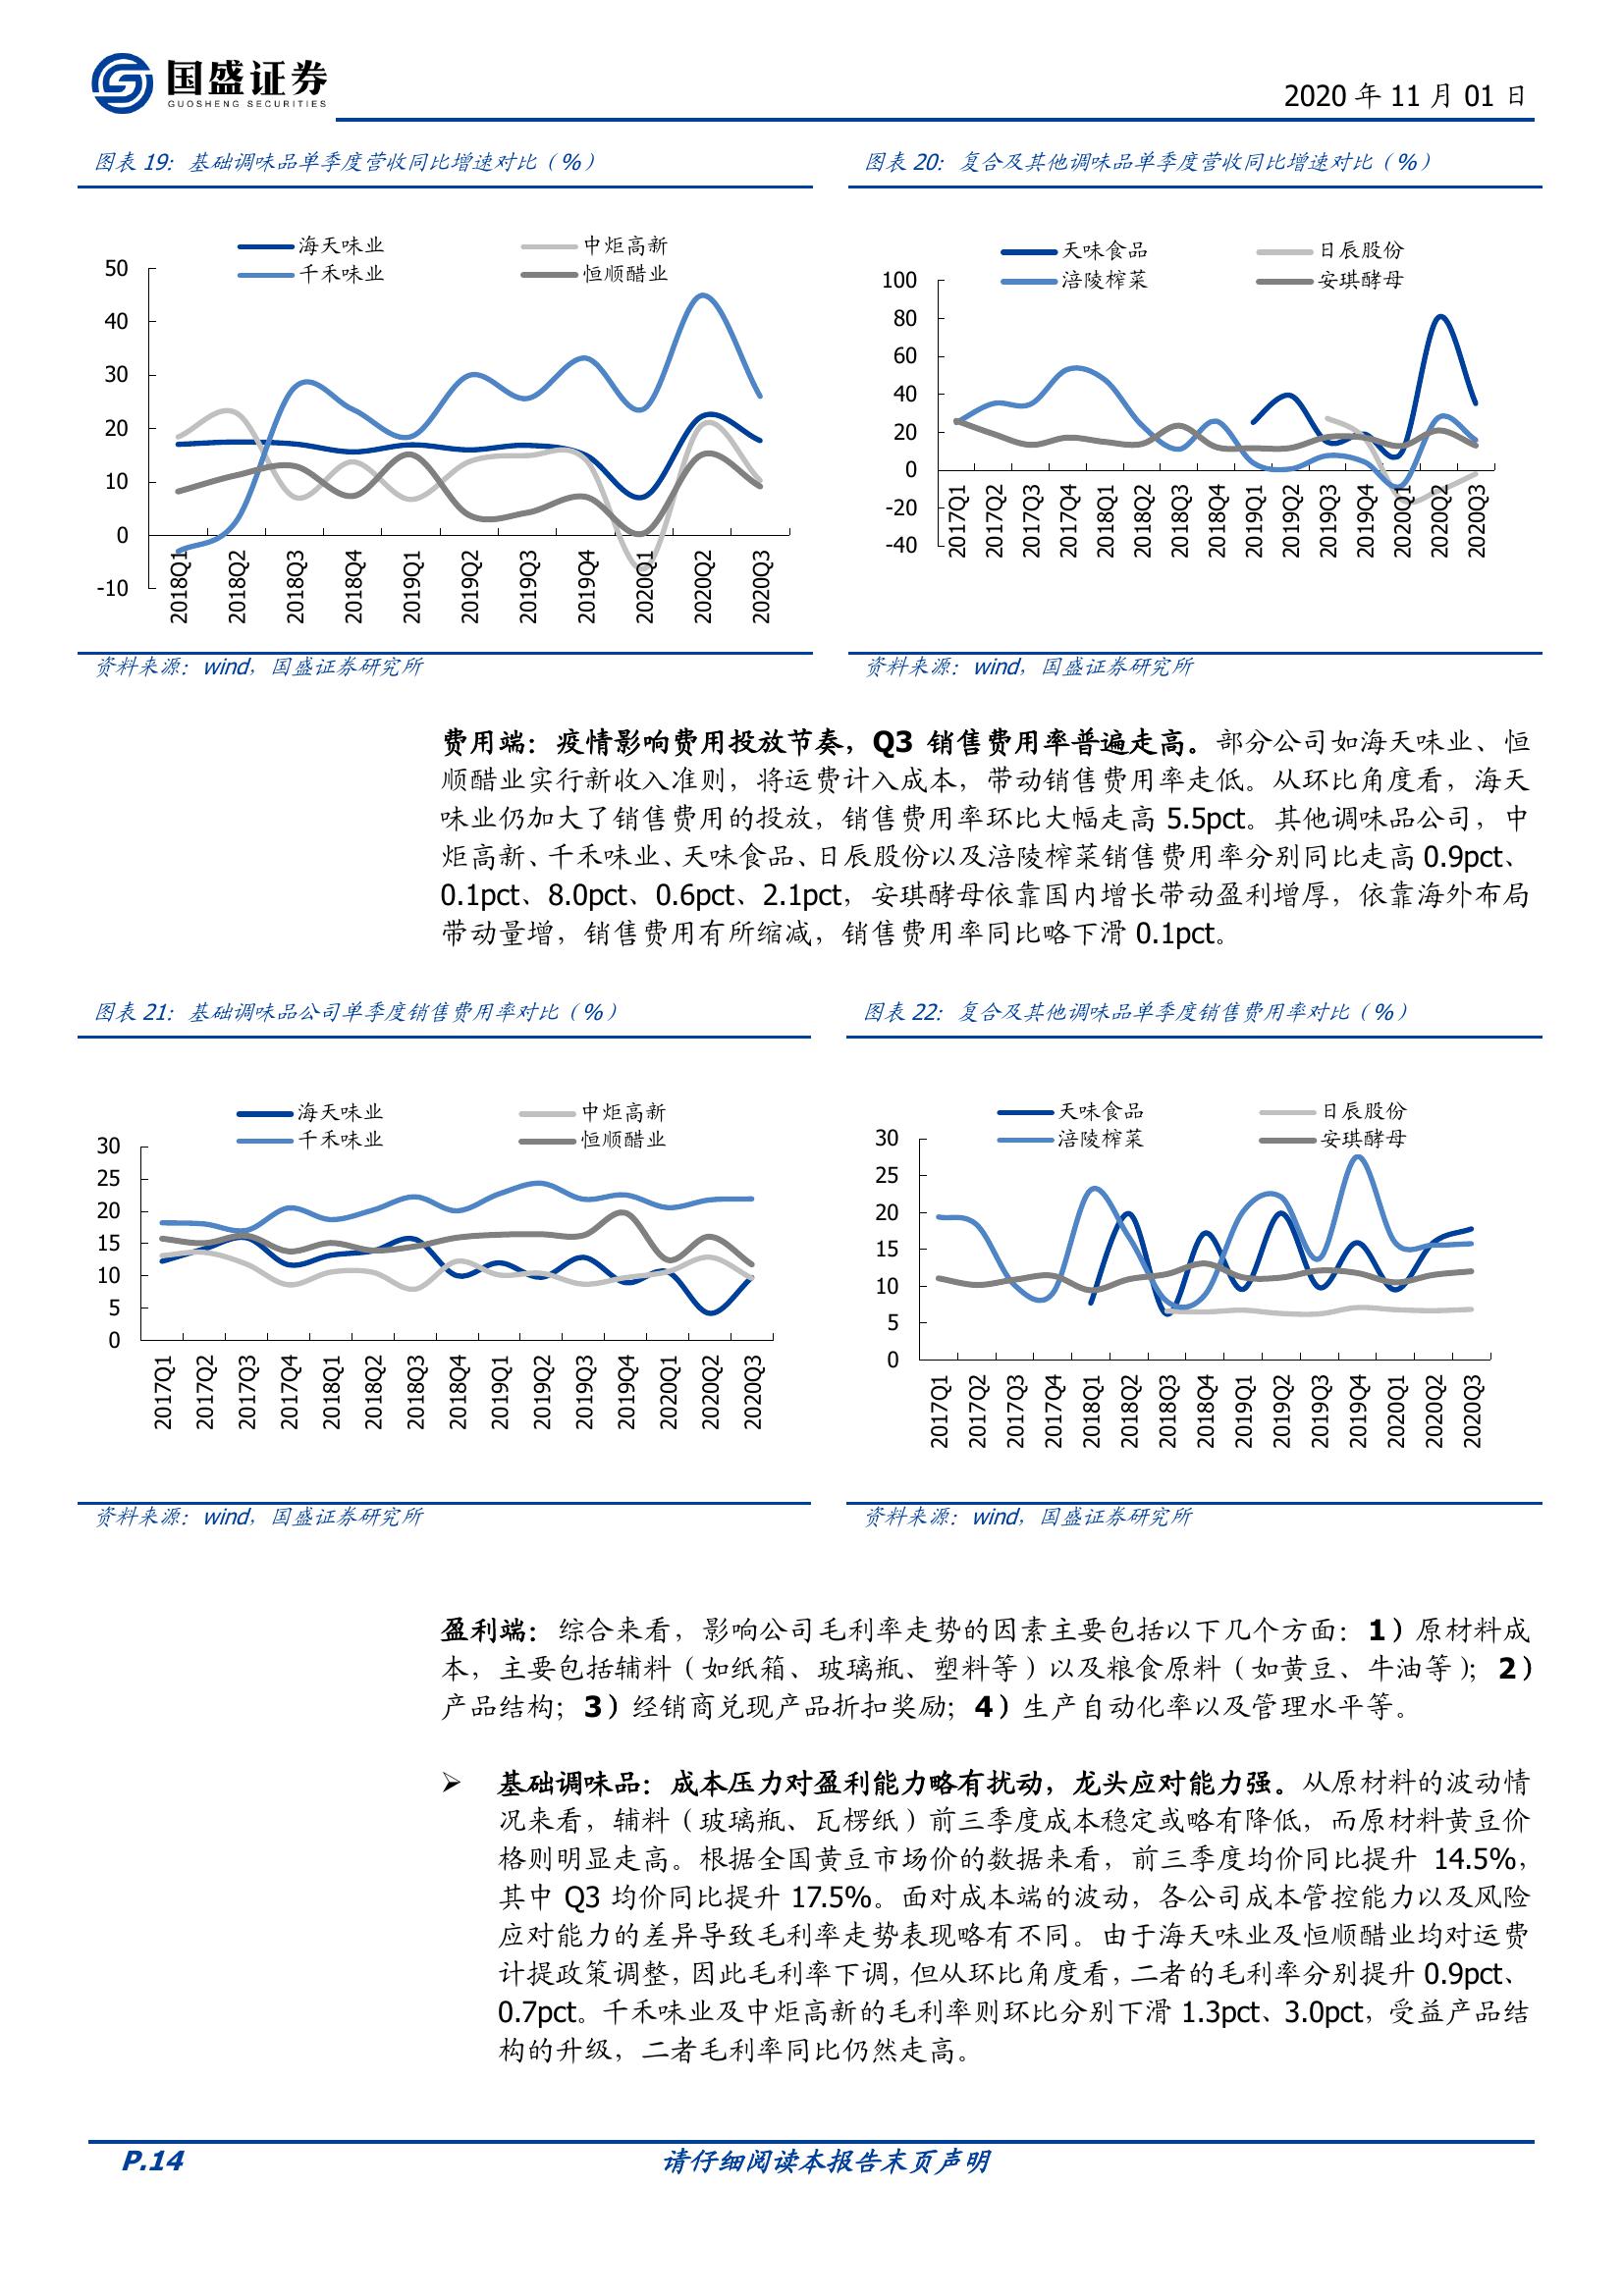 国盛证券
GUOSHENG SECURITIES
2020 年 11 月 01 日
图表 19：基础调味品单季度营收同比增速对比（%）
海天味业
中炬高新
千禾味业
恒顺醋业
50
40
30
20
10
0
-10
2018Q1
2018Q2
2018Q3
2018Q4
2019Q1
2019Q2
2019Q3
2019Q4
2020Q1
2020Q2
2020Q3
资料来源：wind，国盛证券研究所
图表 20：复合及其他调味品单季度营收同比增速对比（%）
天味食品
日辰股份
涪陵榨菜
安琪酵母
100
80
60
40
20
0
-20
-40
2017Q1
2017Q2
2017Q3
2017Q4
2018Q1
2018Q2
2018Q3
2018Q4
2019Q1
2019Q2
2019Q3
2019Q4
2020Q1
2020Q2
2020Q3
资料来源：wind，国盛证券研究所
费用端：疫情影响费用投放节奏，Q3 销售费用率普遍走高。部分公司如海天味业、恒
顺醋业实行新收入准则，将运费计入成本，带动销售费用率走低。从环比角度看，海天
味业仍加大了销售费用的投放，销售费用率环比大幅走高 5.5pct。其他调味品公司，中
炬高新、千禾味业、天味食品、日辰股份以及涪陵榨菜销售费用率分别同比走高 0.9pct、
0.1pct、8.0pct、0.6pct、2.1pct，安琪酵母依靠国内增长带动盈利增厚，依靠海外布局
带动量增，销售费用有所缩减，销售费用率同比略下滑 0.1pct。
图表 21：基础调味品公司单季度销售费用率对比（%）
海天味业
中炬高新
千禾味业
恒顺醋业
30
25
20
15
10
5
0
2017Q1
2017Q2
2017Q3
2017Q4
2018Q1
2018Q2
2018Q3
2018Q4
2019Q1
2019Q2
2019Q3
2019Q4
2020Q1
2020Q2
2020Q3
资料来源：wind，国盛证券研究所
图表 22：复合及其他调味品单季度销售费用率对比（%）
天味食品
日辰股份
涪陵榨菜
安琪酵母
30
25
20
15
10
5
0
2017Q1
2017Q2
2017Q3
2017Q4
2018Q1
2018Q2
2018Q3
2018Q4
2019Q1
2019Q2
2019Q3
2019Q4
2020Q1
2020Q2
2020Q3
资料来源：wind，国盛证券研究所
盈利端：综合来看，影响公司毛利率走势的因素主要包括以下几个方面：1）原材料成
本，主要包括辅料（如纸箱、玻璃瓶、塑料等）以及粮食原料（如黄豆、牛油等）；2）
产品结构；3）经销商兑现产品折扣奖励；4）生产自动化率以及管理水平等。
➢ 基础调味品：成本压力对盈利能力略有扰动，龙头应对能力强。从原材料的波动情
况来看，辅料（玻璃瓶、瓦楞纸）前三季度成本稳定或略有降低，而原材料黄豆价
格则明显走高。根据全国黄豆市场价的数据来看，前三季度均价同比提升 14.5%，
其中 Q3 均价同比提升 17.5%。面对成本端的波动，各公司成本管控能力以及风险
应对能力的差异导致毛利率走势表现略有不同。由于海天味业及恒顺醋业均对运费
计提政策调整，因此毛利率下调，但从环比角度看，二者的毛利率分别提升 0.9pct、
0.7pct。千禾味业及中炬高新的毛利率则环比分别下滑 1.3pct、3.0pct，受益产品结
构的升级，二者毛利率同比仍然走高。
P.14
请仔细阅读本报告末页声明